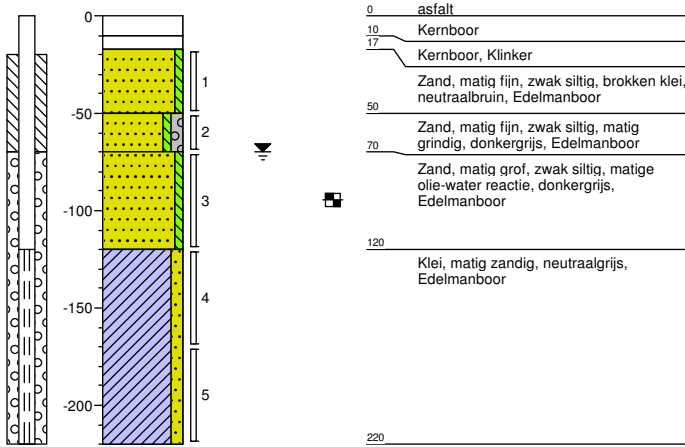 0
-50
-100
-150
-200
1
2
3
4
5
0
asfalt
10
Kernboor
17
Kernboor, Klinker
Zand, matig fijn, zwak siltig, brokken klei,
neutraalbruin, Edelmanboor
50
Zand, matig fijn, zwak siltig, matig
grindig, donkergrijs, Edelmanboor
70
Zand, matig grof, zwak siltig, matige
olie-water reactie, donkergrijs,
Edelmanboor
120
Klei, matig zandig, neutraalgrijs,
Edelmanboor
220